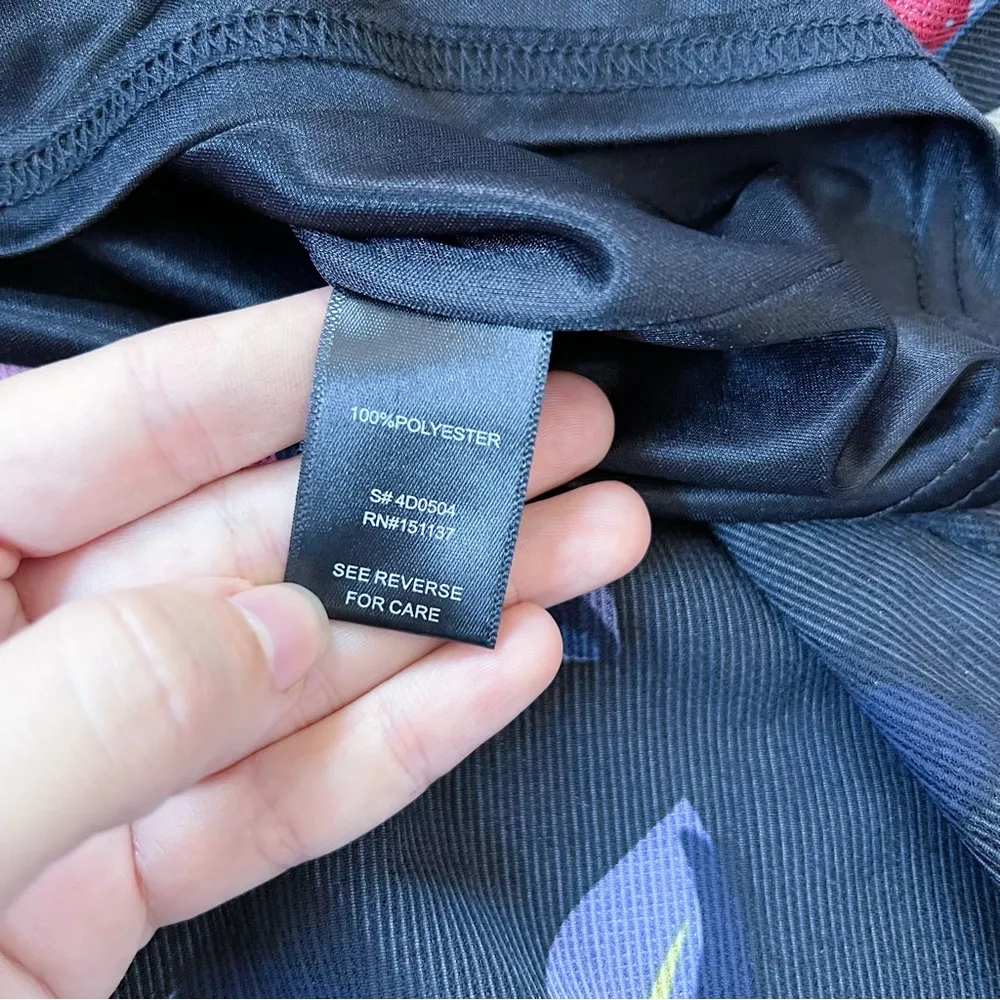 100%POLYESTER
S# 4D0504
RN#151137
SEE REVERSE
FOR CARE